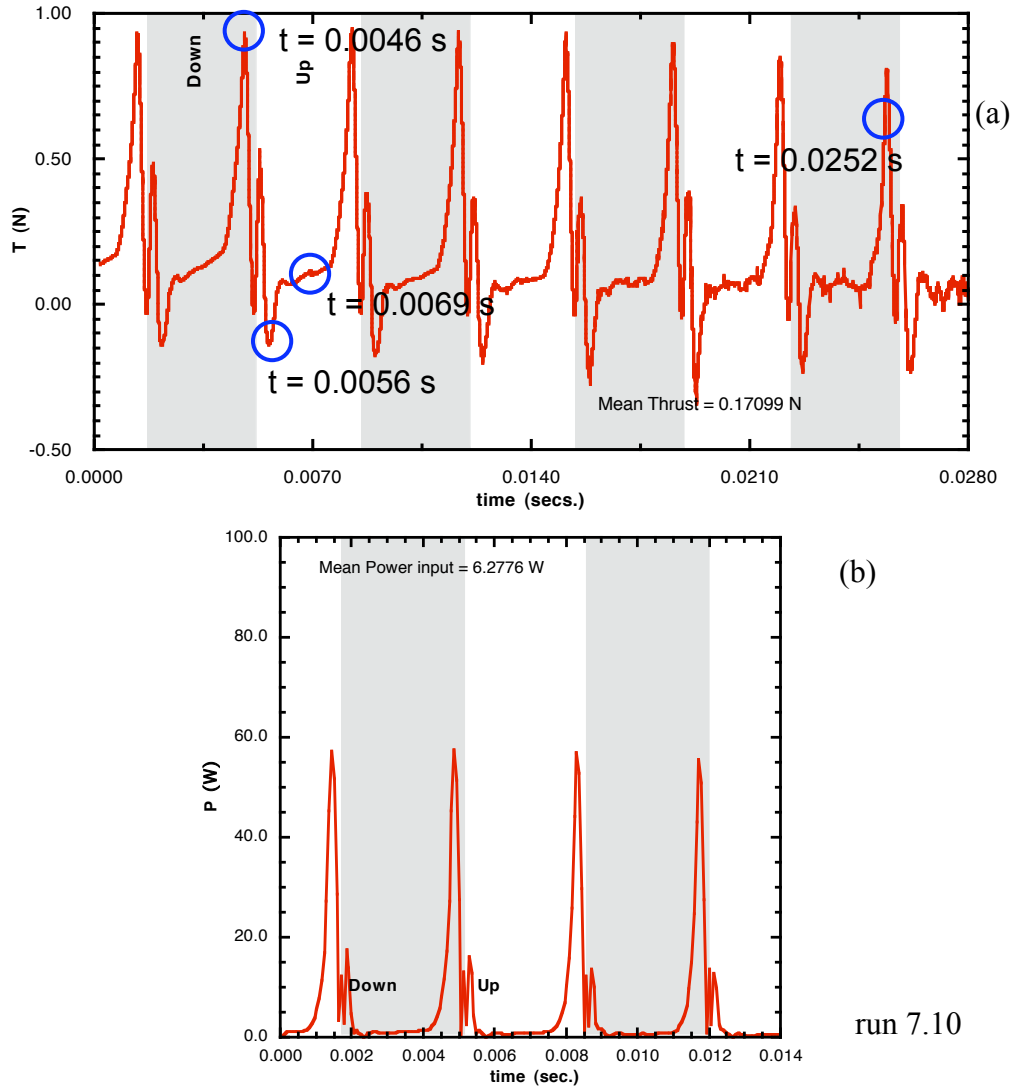 1.00
0.50
0.00
-0.50
T (N)
Down
Up
t = 0.0046 s
t = 0.0252 s
t = 0.0069 s
t = 0.0056 s
Mean Thrust = 0.17099 N
(a)
0.0000
0.0070
0.0140
0.0210
0.0280
time (secs.)
100.0
80.0
60.0
40.0
20.0
0.0
P (W)
Mean Power input = 6.2776 W
(b)
Down
Up
0.000
0.002
0.004
0.006
0.008
0.010
0.012
0.014
time (sec.)
run 7.10